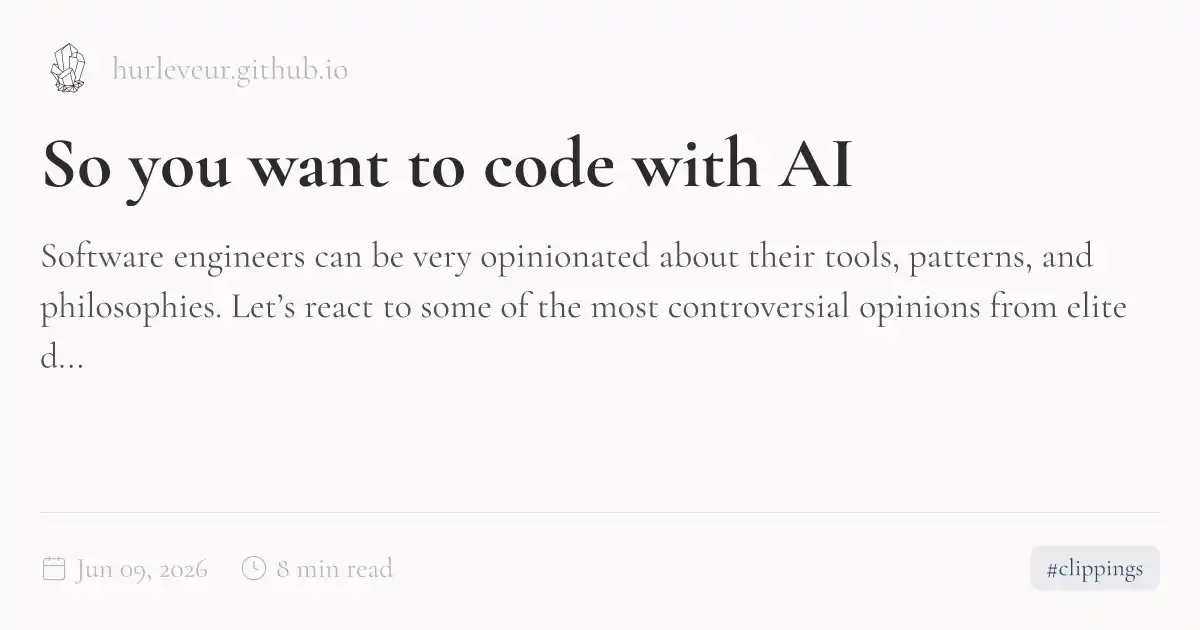 hurleveur.github.io
So you want to code with AI
Software engineers can be very opinionated about their tools, patterns, and
philosophies. Let’s react to some of the most controversial opinions from elite
d...
Jun 09, 2026
8 min read
#clippings